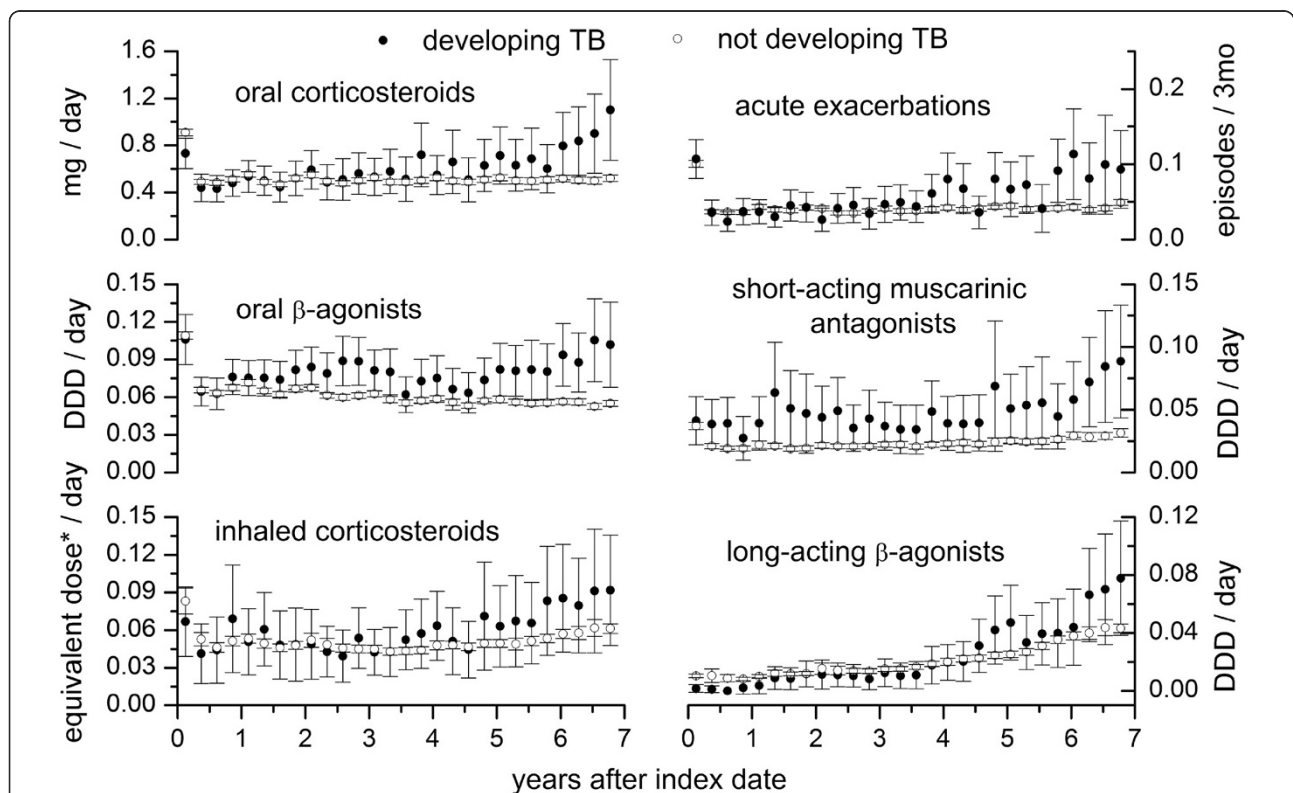 ● developing TB ○ not developing TB
1.6
1.2
0.8
0.4
0.0
mg / day
oral corticosteroids
acute exacerbations
0.2
0.1
0.0
episodes / 3mo
0.15
0.12
0.09
0.06
0.03
0.00
DDD / day
oral β-agonists
short-acting muscarinic
antagonists
0.15
0.10
0.05
0.00
DDD / day
0.15
0.12
0.09
0.06
0.03
0.00
equivalent dose* / day
inhaled corticosteroids
long-acting β-agonists
0.12
0.08
0.04
0.00
DDD / day
0 1 2 3 4 5 6 7
0 1 2 3 4 5 6 7
years after index date